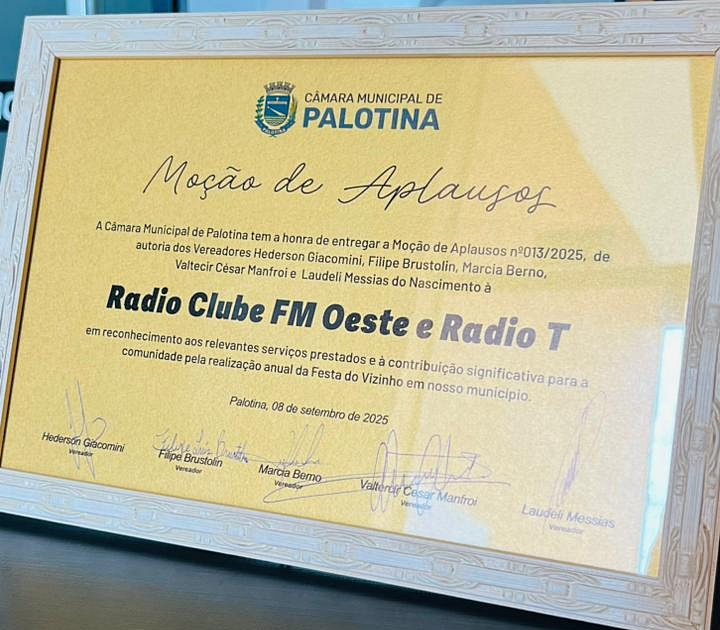 CÂMARA MUNICIPAL DE
PALOTINA
PALOTINA
Moção de Aplausos
A Câmara Municipal de Palotina tem a honra de entregar a Moção de Aplausos nº013/2025, de
autoria dos Vereadores Hederson Giacomini, Filipe Brustolin, Marcia Berno,
Valtecir César Manfroi e Laudeli Messias do Nascimento à
Radio Clube FM Oeste e Radio T
em reconhecimento aos relevantes serviços prestados e à contribuição significativa para a
comunidade pela realização anual da Festa do Vizinho em nosso município.
Palotina, 08 de setembro de 2025
Hederson Giacomini
Vereador
Filipe Brustolin
Vereador
Marcia Berno
Vereador
Valtecir César Manfroi
Vereador
Laudeli Messias
Vereador